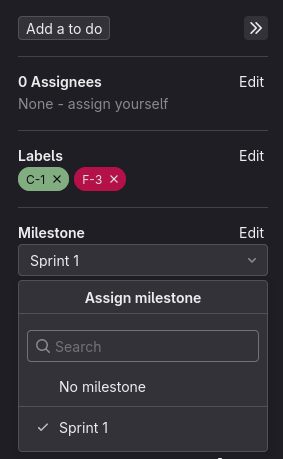 Add a to do
0 Assignees Edit
None - assign yourself
Labels Edit
C-1 F-3
Milestone Edit
Sprint 1
Assign milestone
Search
No milestone
Sprint 1